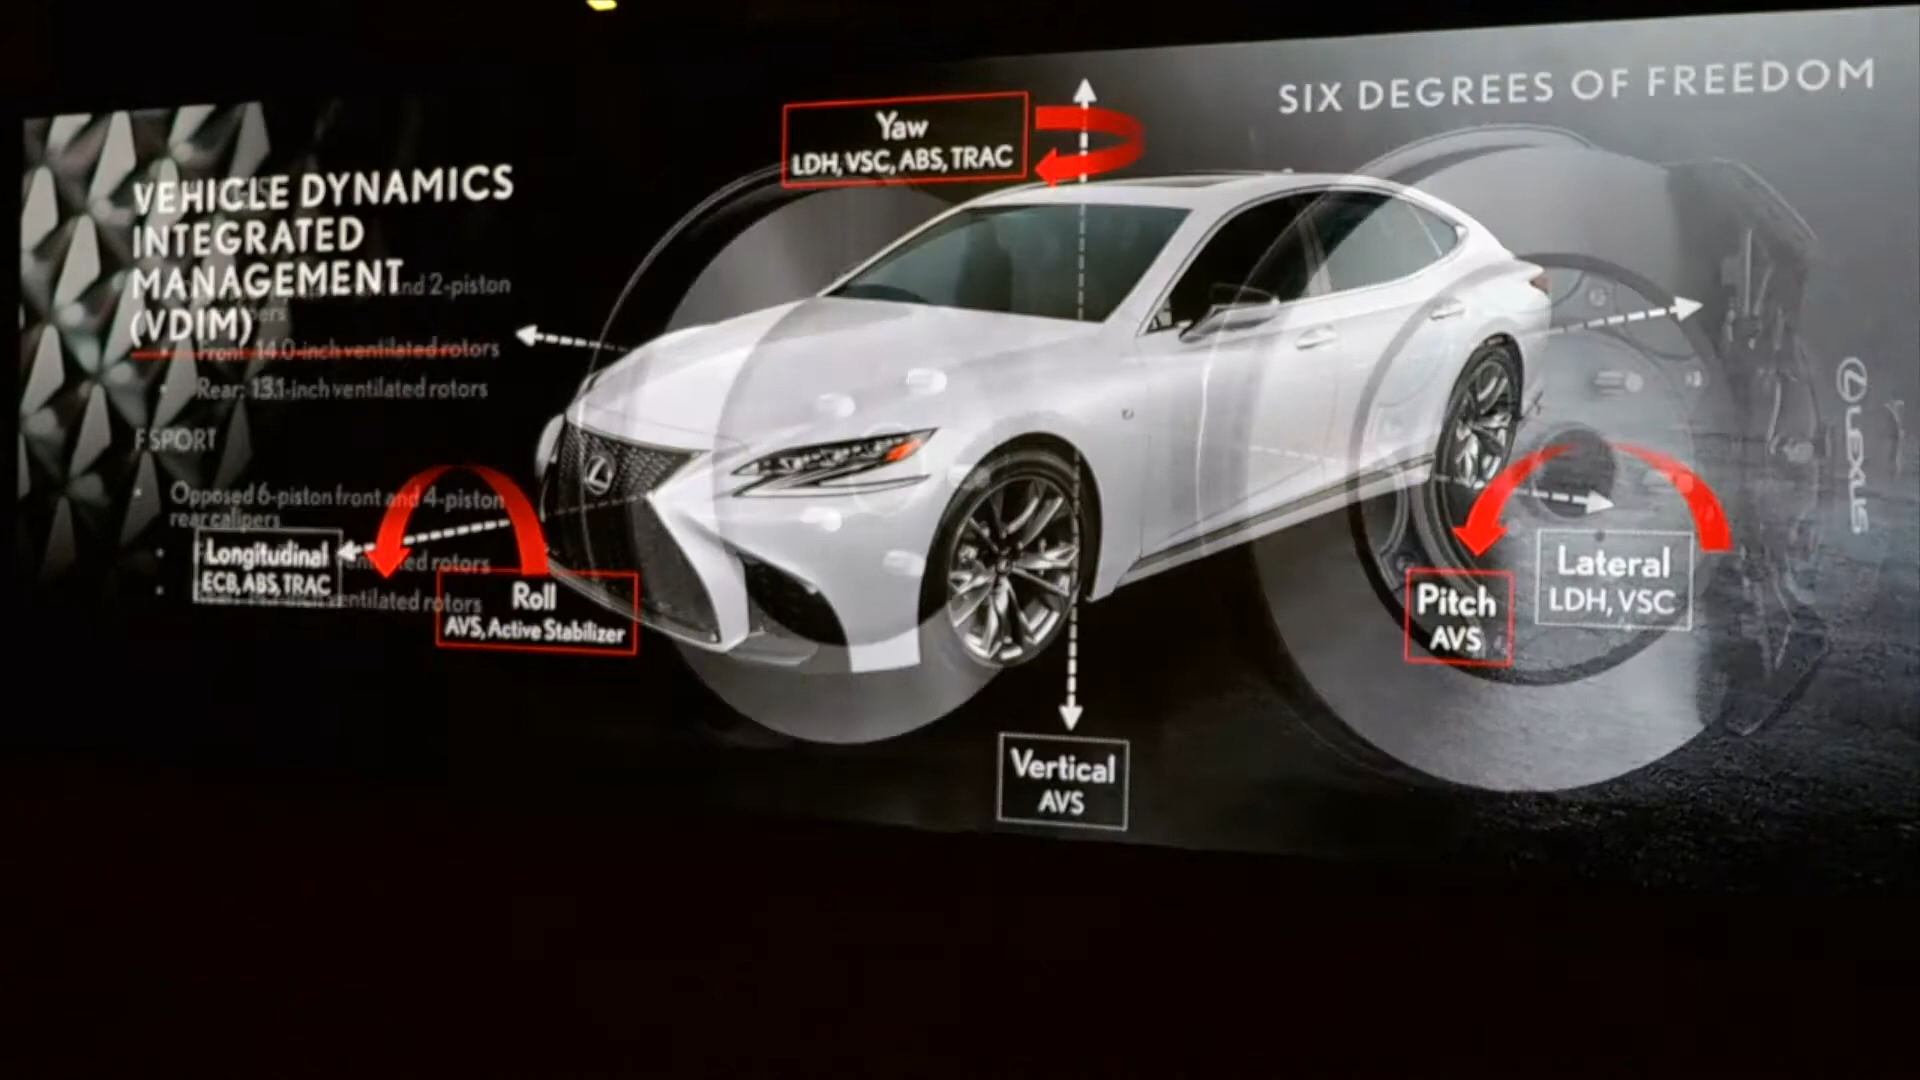 SIX DEGREES OF FREEDOM
Yaw
LDH, VSC, ABS, TRAC
VEHICLE DYNAMICS
INTEGRATED
MANAGEMENT
(VDIM)
and 2-piston
Front: 14.0-inch ventilated rotors
Rear: 13.1-inch ventilated rotors
F SPORT
Opposed 6-piston front and 4-piston
rear calipers
ventilated rotors
ventilated rotors
Longitudinal
ECB, ABS, TRAC
Roll
AVS, Active Stabilizer
Pitch
AVS
Lateral
LDH, VSC
Vertical
AVS
LEXUS